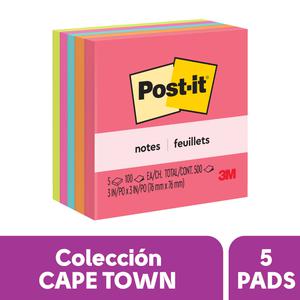 Post-it
notes | feuillets
5 100 EA/CH. TOTAL/CONT. 500
3 IN/PO x 3 IN/PO (76 mm x 76 mm)
3M
Colección
CAPE TOWN
5
PADS